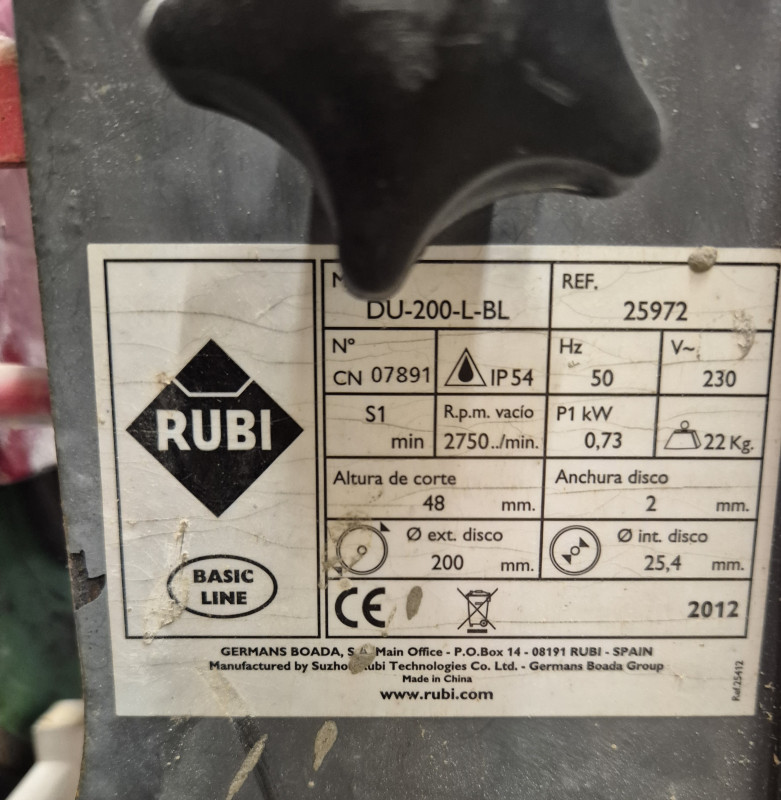 DU-200-L-BL
REF.
25972
Nº
CN 07891
IP54
Hz
50
V~
230
S1
min
R.p.m. vacío
2750../min.
P1 kW
0,73
22 Kg.
Altura de corte
48 mm.
Anchura disco
2 mm.
Ø ext. disco
200 mm.
Ø int. disco
25,4 mm.
RUBI
BASIC
LINE
CE
2012
GERMANS BOADA, Main Office - P.O.Box 14 - 08191 RUBI - SPAIN
Manufactured by Technologies Co. Ltd. - Germans Boada Group
Made in China
www.rubi.com
Ref.25412